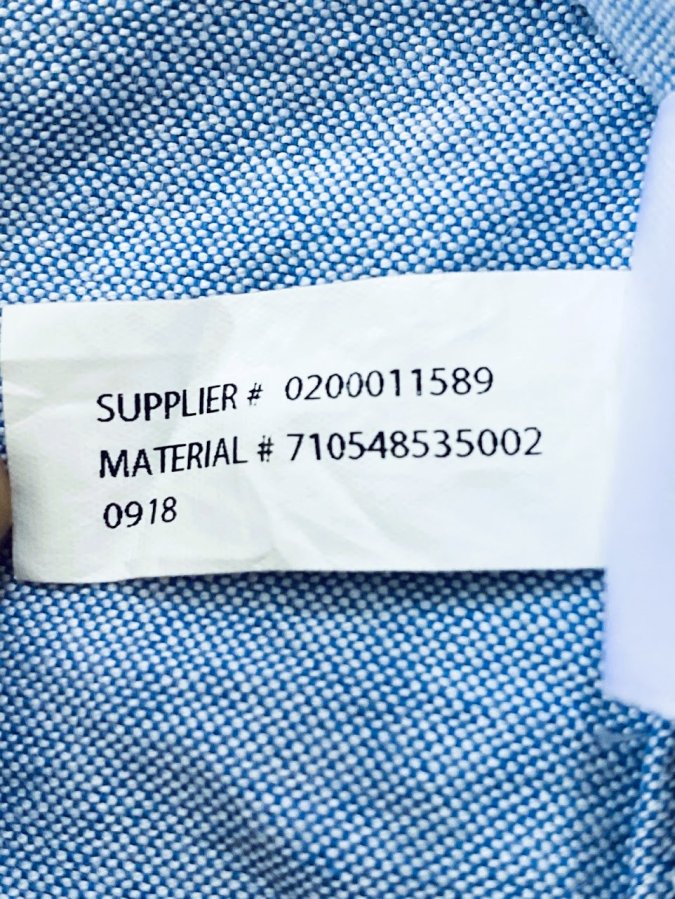 SUPPLIER # 0200011589
MATERIAL # 710548535002
0918